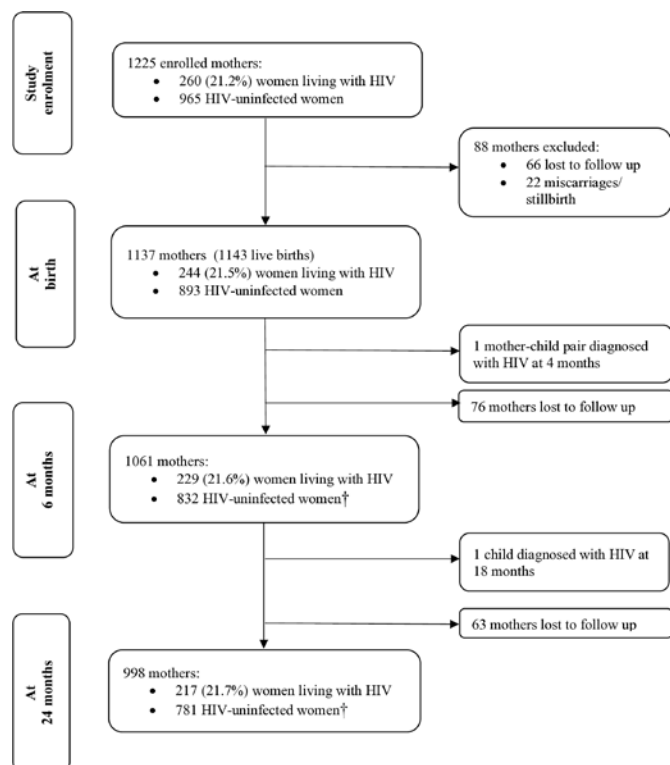 Study
enrolment
1225 enrolled mothers:
• 260 (21.2%) women living with HIV
• 965 HIV-uninfected women
88 mothers excluded:
• 66 lost to follow up
• 22 miscarriages/
stillbirth
At
birth
1137 mothers (1143 live births)
• 244 (21.5%) women living with HIV
• 893 HIV-uninfected women
1 mother-child pair diagnosed
with HIV at 4 months
76 mothers lost to follow up
At
6 months
1061 mothers:
• 229 (21.6%) women living with HIV
• 832 HIV-uninfected women†
1 child diagnosed with HIV at
18 months
63 mothers lost to follow up
At
24 months
998 mothers:
• 217 (21.7%) women living with HIV
• 781 HIV-uninfected women†